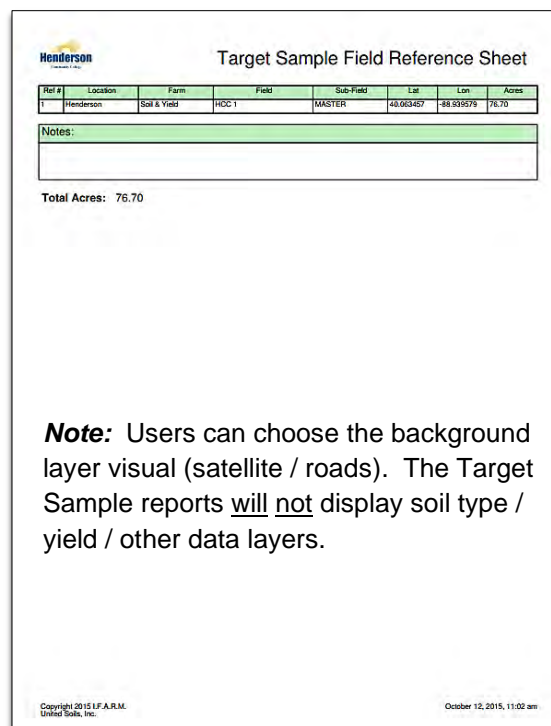 Henderson
Target Sample Field Reference Sheet
Ref # Location Farm Field Sub-Field Lat Lon Acres
1 Henderson Soil & Yield HCC 1 MASTER 40.063457 -88.939579 76.70
Notes:
Total Acres: 76.70
Note: Users can choose the background
layer visual (satellite / roads). The Target
Sample reports will not display soil type /
yield / other data layers.
Copyright 2015 I.F.A.R.M.
United Soils, Inc.
October 12, 2015, 11:02 am